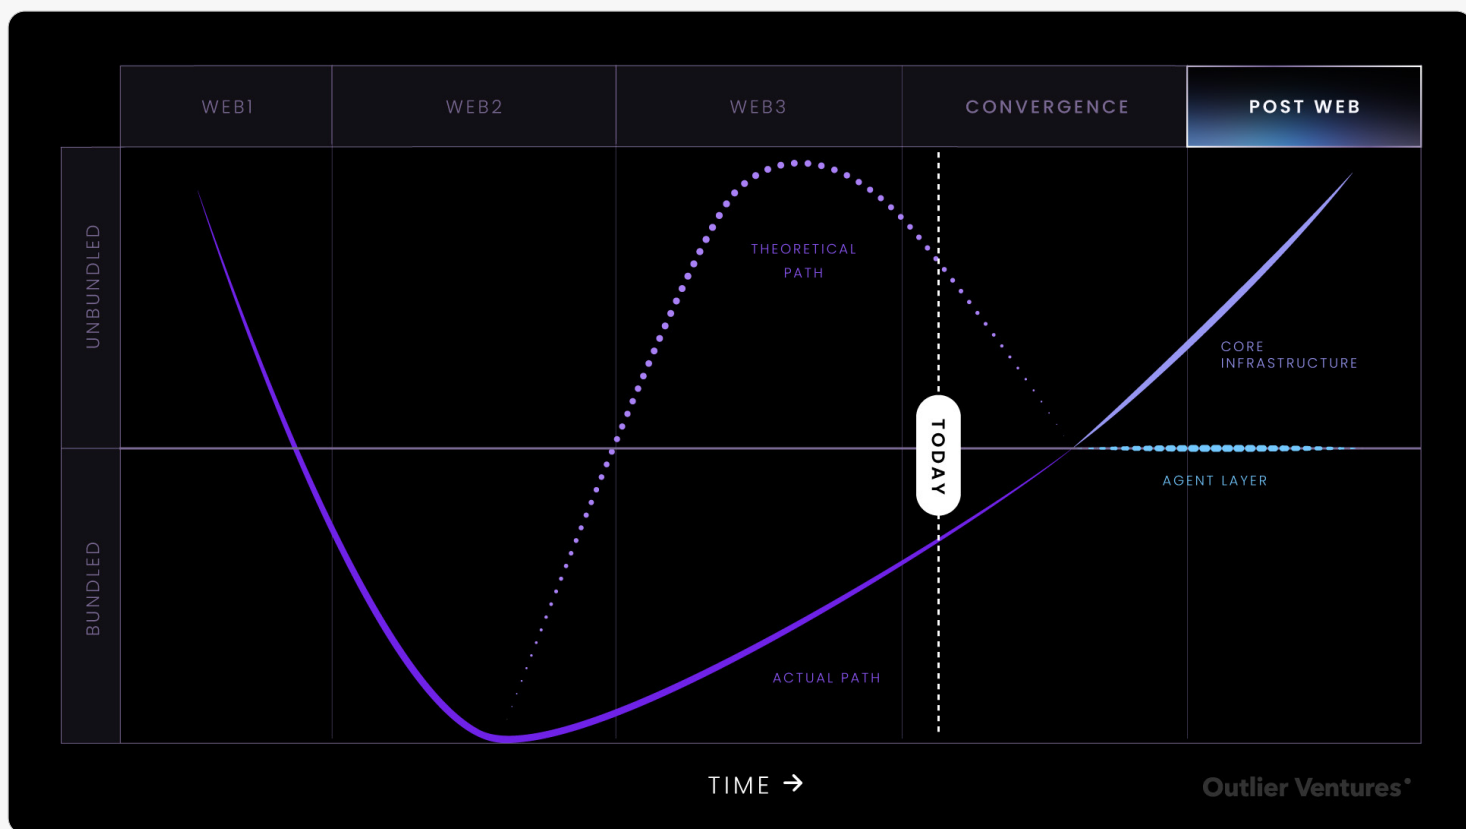 WEB1
WEB2
WEB3
CONVERGENCE
POST WEB
UNBUNDLED
THEORETICAL
PATH
CORE
INFRASTRUCTURE
TODAY
AGENT LAYER
BUNDLED
ACTUAL PATH
TIME →
Outlier Ventures